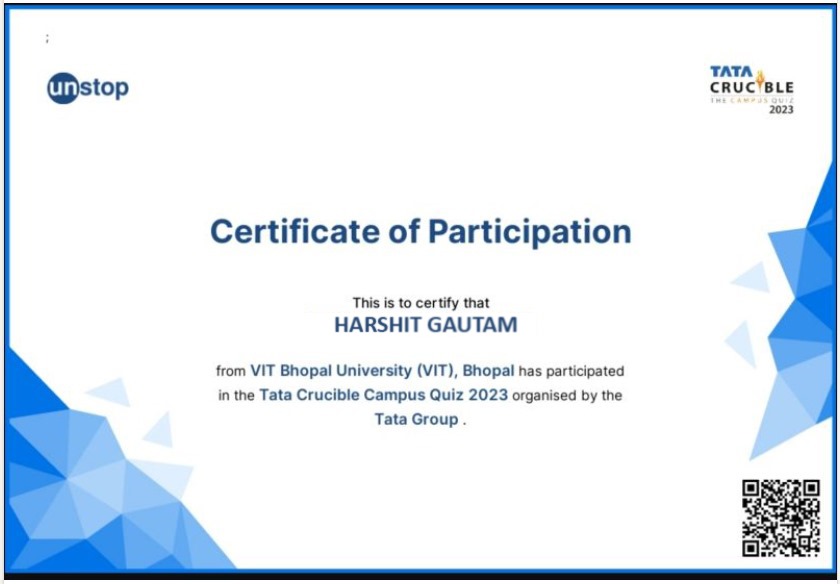 ;
unstop
TATA
CRUCIBLE
THE CAMPUS QUIZ
2023
Certificate of Participation
This is to certify that
HARSHIT GAUTAM
from VIT Bhopal University (VIT), Bhopal has participated
in the Tata Crucible Campus Quiz 2023 organised by the
Tata Group .